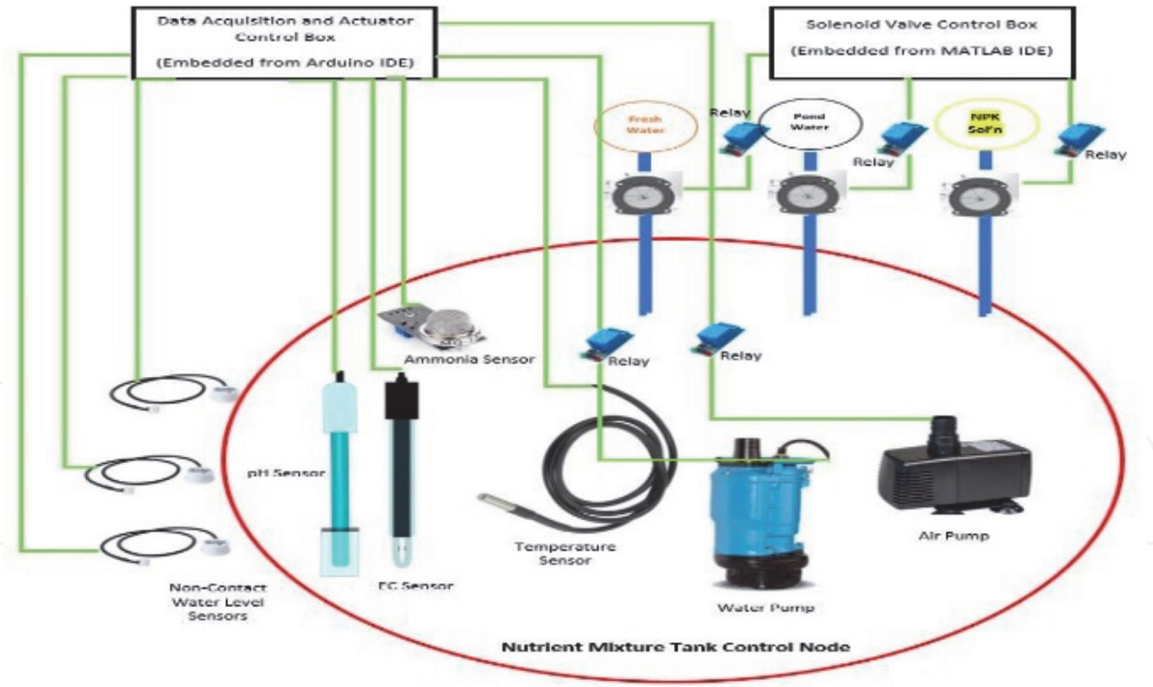 Data Acquisition and Actuator
Control Box
(Embedded from Arduino IDE)
Solenoid Valve Control Box
(Embedded from MATLAB IDE)
Fresh
Water
Relay
Pond
Water
Relay
NPK
Sol'n
Relay
Ammonia Sensor
Relay
Relay
pH Sensor
Temperature
Sensor
Air Pump
EC Sensor
Non-Contact
Water Level
Sensors
Water Pump
Nutrient Mixture Tank Control Node